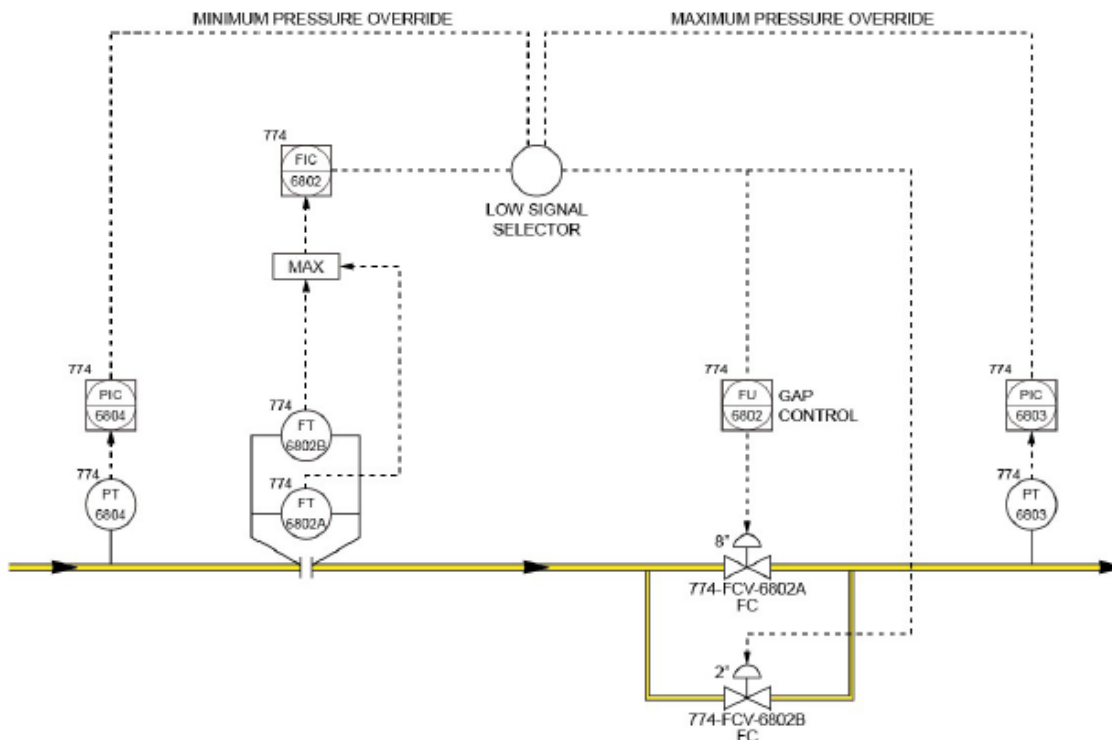 MINIMUM PRESSURE OVERRIDE
MAXIMUM PRESSURE OVERRIDE
774
FIC
6802
LOW SIGNAL
SELECTOR
MAX
774
PIC
6804
774
FT
6802B
774
FU
6802
GAP
CONTROL
774
PIC
6803
774
PT
6804
774
FT
6802A
774
PT
6803
8"
774-FCV-6802A
FC
2"
774-FCV-6802B
FC